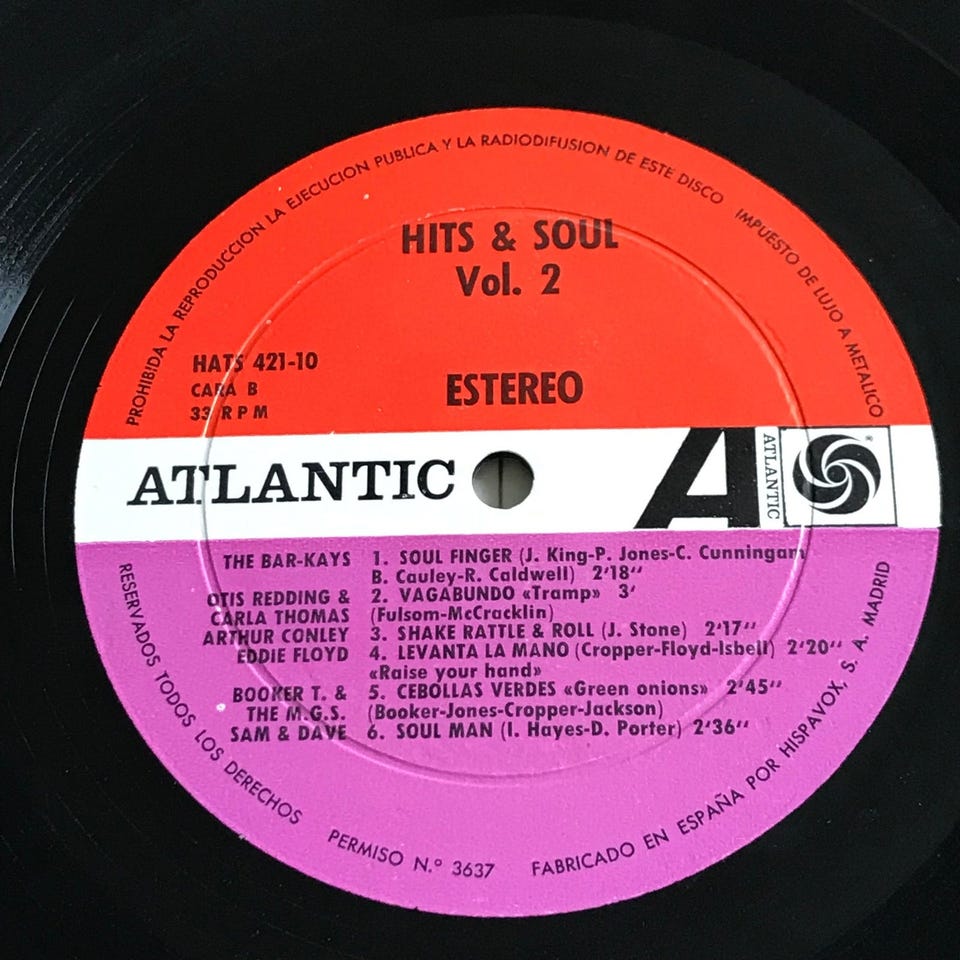 PROHIBIDA LA REPRODUCCION LA EJECUCION PUBLICA Y LA RADIODIFUSION DE ESTE DISCO IMPUESTO DE LUJO A METALICO
HITS & SOUL
Vol. 2
HATS 421-10
CARA B
33 RPM
ESTEREO
ATLANTIC
A
ATLANTIC
®
THE BAR-KAYS 1. SOUL FINGER (J. King-P. Jones-C. Cunningam
B. Cauley-R. Caldwell) 2'18''
OTIS REDDING & 2. VAGABUNDO «Tramp» 3'
CARLA THOMAS (Fulsom-McCracklin)
ARTHUR CONLEY 3. SHAKE RATTLE & ROLL (J. Stone) 2'17''
EDDIE FLOYD 4. LEVANTA LA MANO (Cropper-Floyd-Isbell) 2'20''
«Raise your hand»
BOOKER T. & 5. CEBOLLAS VERDES «Green onions» 2'45''
THE M.G.S. (Booker-Jones-Cropper-Jackson)
SAM & DAVE 6. SOUL MAN (I. Hayes-D. Porter) 2'36''
RESERVADOS TODOS LOS DERECHOS PERMISO N.º 3637 FABRICADO EN ESPAÑA POR HISPAVOX, S. A. MADRID